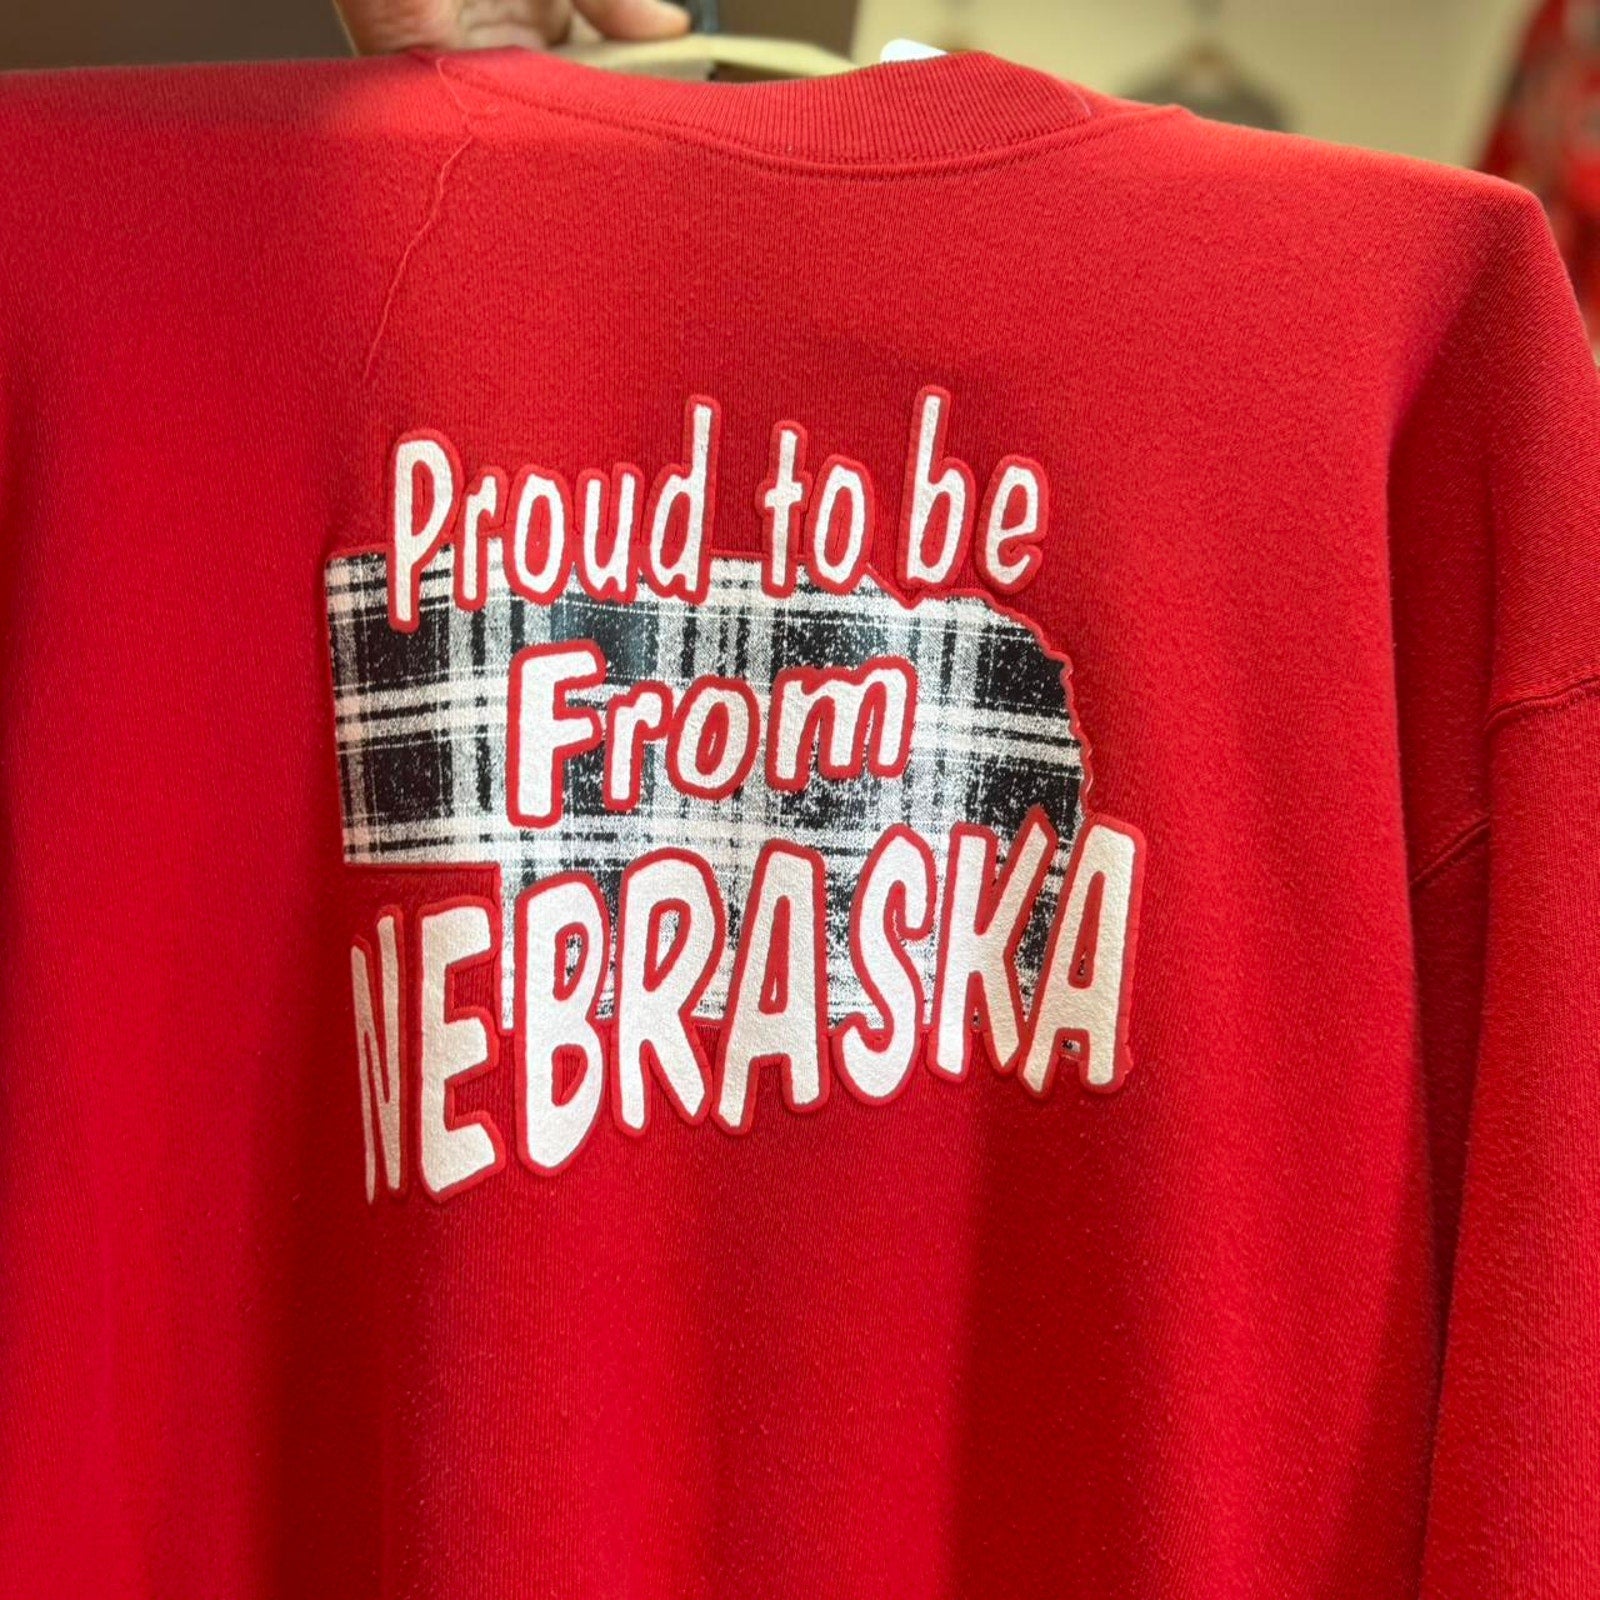 Proud to be
From
NEBRASKA